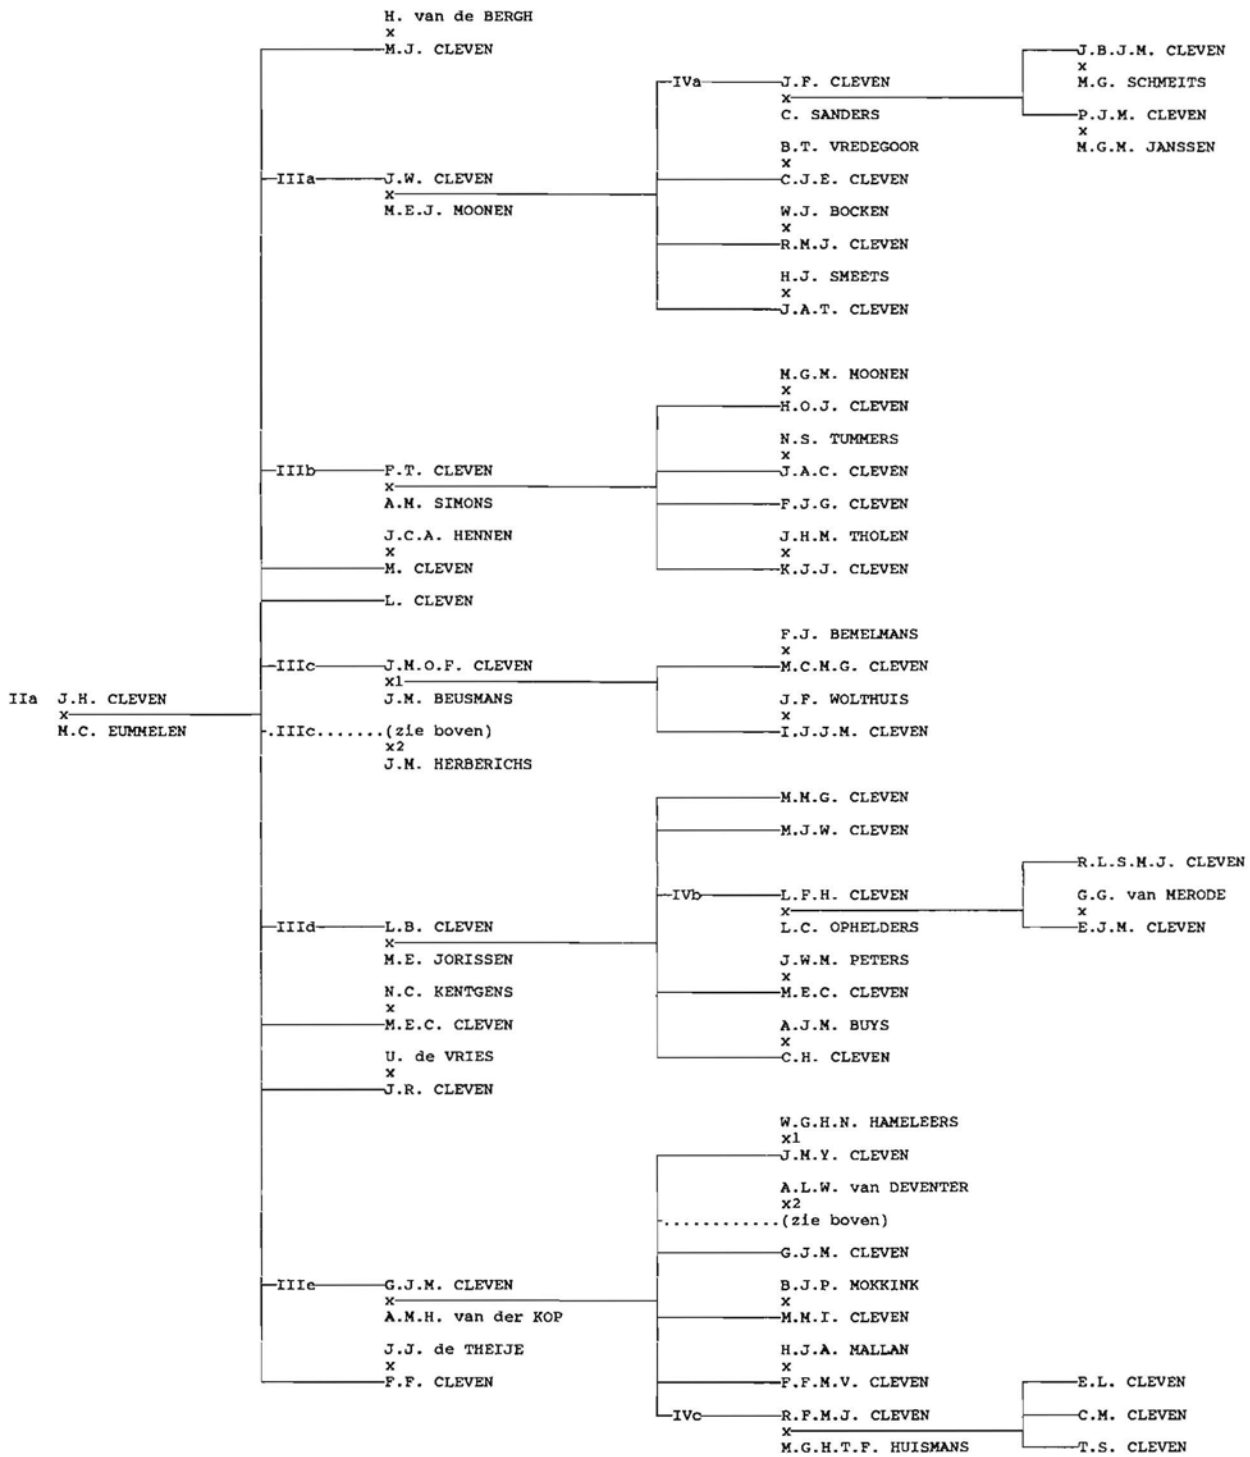 H. van de BERGH
x
M.J. CLEVEN
J.B.J.M. CLEVEN
x
IVa J.F. CLEVEN M.G. SCHMEITS
x
C. SANDERS P.J.M. CLEVEN
x
B.T. VREDEGOOR M.G.M. JANSSEN
x
IIIa J.W. CLEVEN C.J.E. CLEVEN
x
M.E.J. MOONEN W.J. BOCKEN
x
R.M.J. CLEVEN
H.J. SMEETS
x
J.A.T. CLEVEN
M.G.M. MOONEN
x
H.O.J. CLEVEN
N.S. TUMMERS
x
IIIb F.T. CLEVEN J.A.C. CLEVEN
x
A.M. SIMONS F.J.G. CLEVEN
J.C.A. HENNEN J.H.M. THOLEN
x x
M. CLEVEN K.J.J. CLEVEN
L. CLEVEN
F.J. BEMELMANS
x
IIIc J.M.O.F. CLEVEN M.C.M.G. CLEVEN
x1
IIa J.H. CLEVEN J.M. BEUSMANS J.F. WOLTHUIS
x x
M.C. EUMMELEN .IIIc.......(zie boven) I.J.J.M. CLEVEN
x2
J.M. HERBERICHS
M.M.G. CLEVEN
M.J.W. CLEVEN
R.L.S.M.J. CLEVEN
IVb L.F.H. CLEVEN G.G. van MERODE
x x
IIId L.B. CLEVEN L.C. OPHELDERS E.J.M. CLEVEN
x
M.E. JORISSEN J.W.M. PETERS
x
N.C. KENTGENS M.E.C. CLEVEN
x
M.E.C. CLEVEN A.J.M. BUYS
x
U. de VRIES C.H. CLEVEN
x
J.R. CLEVEN
W.G.H.N. HAMELEERS
x1
J.M.Y. CLEVEN
A.L.W. van DEVENTER
x2
............(zie boven)
G.J.M. CLEVEN
IIIe G.J.M. CLEVEN B.J.P. MOKKINK
x x
A.M.H. van der KOP M.M.I. CLEVEN
J.J. de THEIJE H.J.A. MALLAN
x x
F.F. CLEVEN F.F.M.V. CLEVEN E.L. CLEVEN
IVc R.F.M.J. CLEVEN C.M. CLEVEN
x
M.G.H.T.F. HUISMANS T.S. CLEVEN